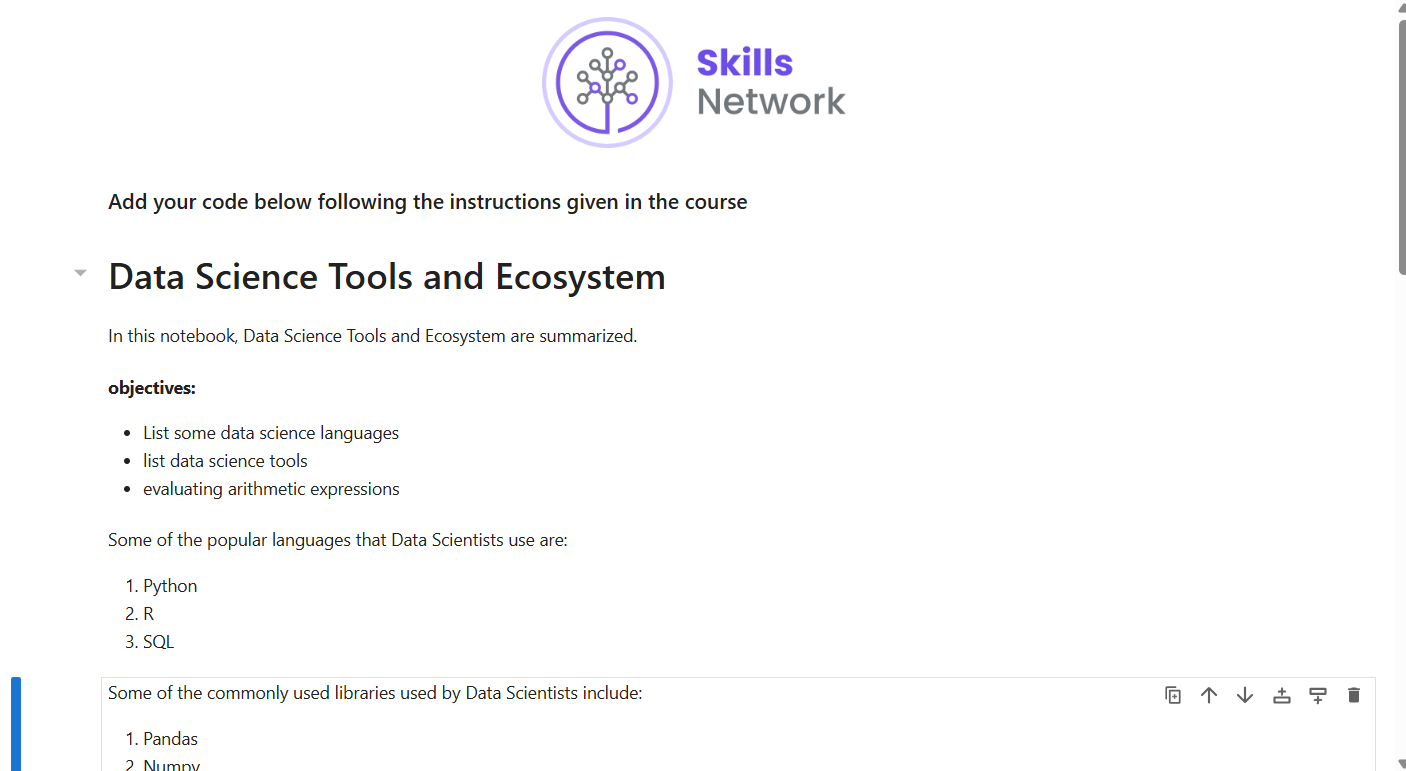 Skills
Network
Add your code below following the instructions given in the course
Data Science Tools and Ecosystem
In this notebook, Data Science Tools and Ecosystem are summarized.
objectives:
• List some data science languages
• list data science tools
• evaluating arithmetic expressions
Some of the popular languages that Data Scientists use are:
1. Python
2. R
3. SQL
Some of the commonly used libraries used by Data Scientists include:
1. Pandas
2. Numpy